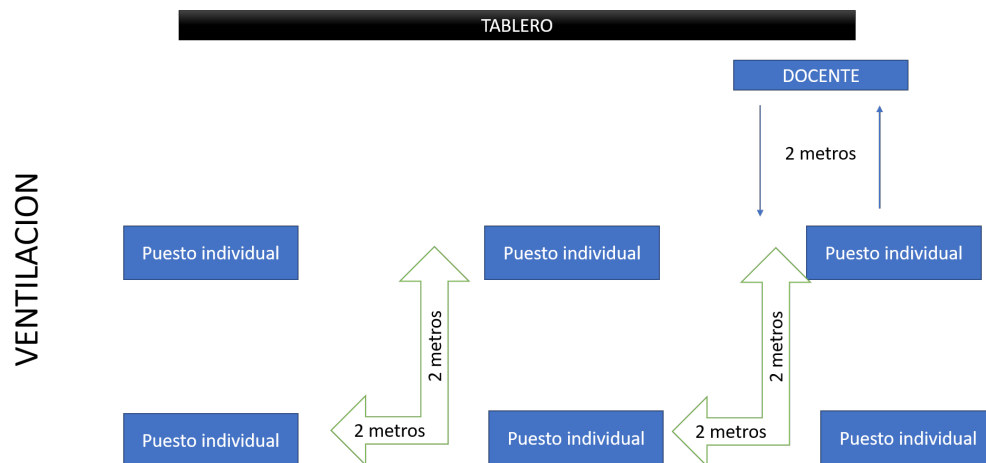 TABLERO
DOCENTE
2 metros
VENTILACION
Puesto individual
Puesto individual
Puesto individual
2 metros
2 metros
Puesto individual
2 metros
Puesto individual
2 metros
Puesto individual